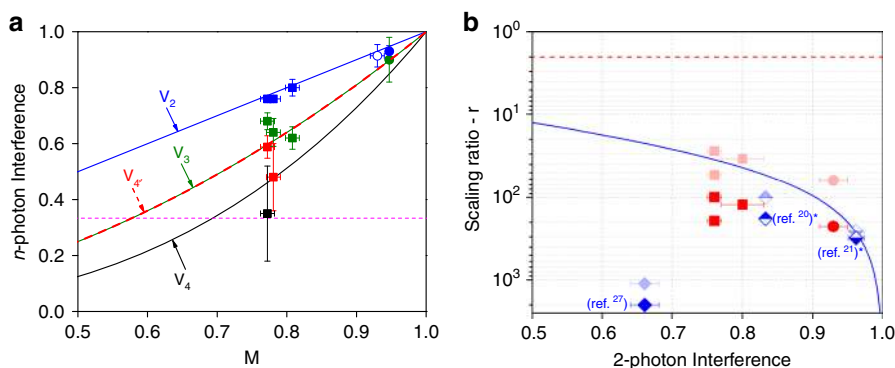 a
n-photon Interference
1.0
0.8
0.6
0.4
0.2
0.0
V2
V3
V4''
V4
0.5 0.6 0.7 0.8 0.9 1.0
M
b
Scaling ratio - r
10^0
10^1
10^2
10^3
(ref. 20)*
(ref. 21)*
(ref. 27)
0.5 0.6 0.7 0.8 0.9 1.0
2-photon Interference